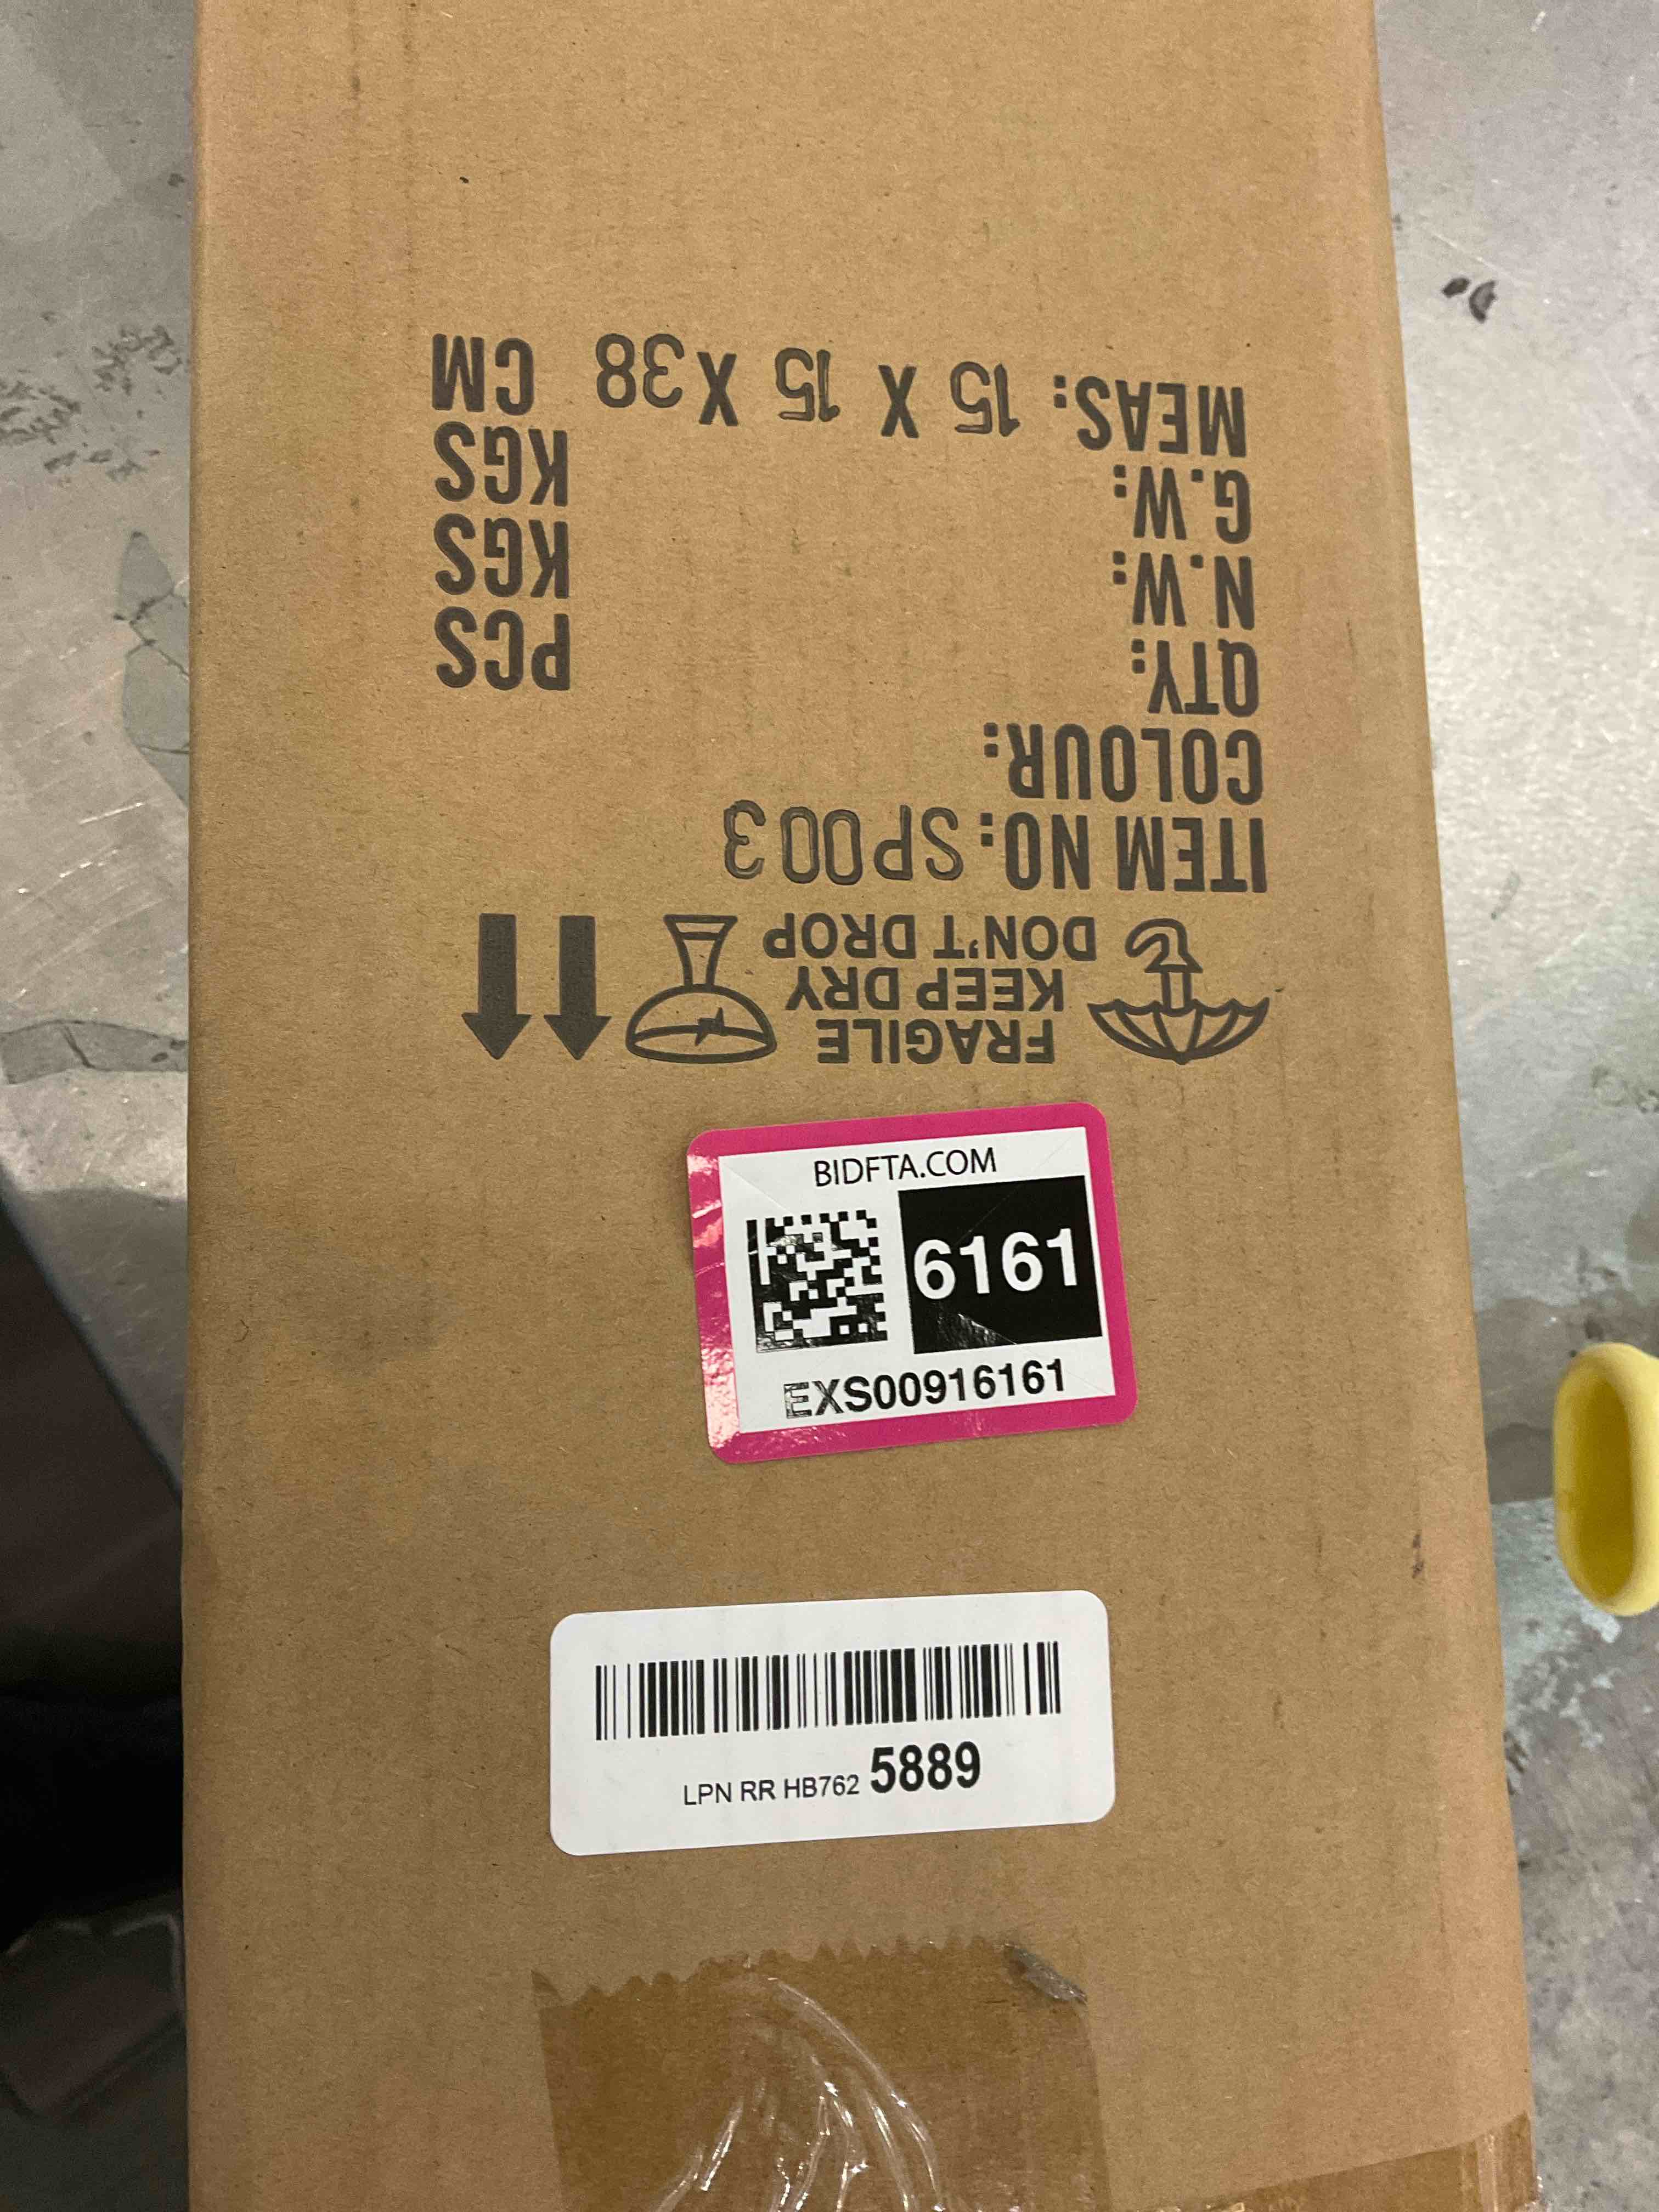 FRAGILE
KEEP DRY
DON'T DROP
ITEM NO: SP003
COLOUR:
QTY: PCS
N.W: KGS
G.W: KGS
MEAS: 15 X 15 X 38 CM
BIDFTA.COM
6161
EXS00916161
LPN RR HB762 5889